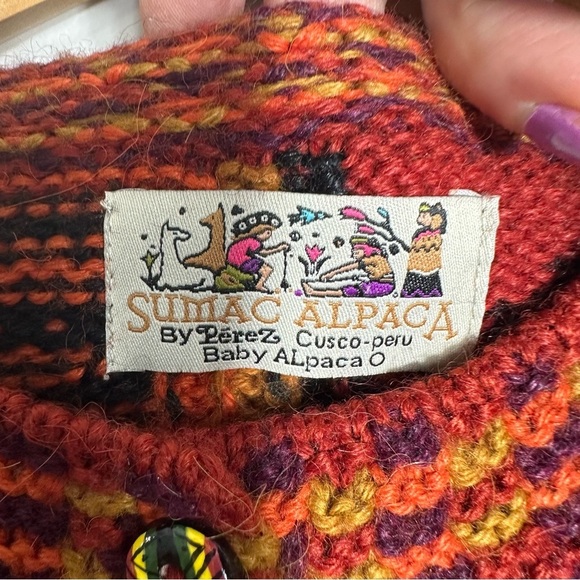 SUMAC ALPACA
By Pérez Cusco-peru
Baby ALpaca O